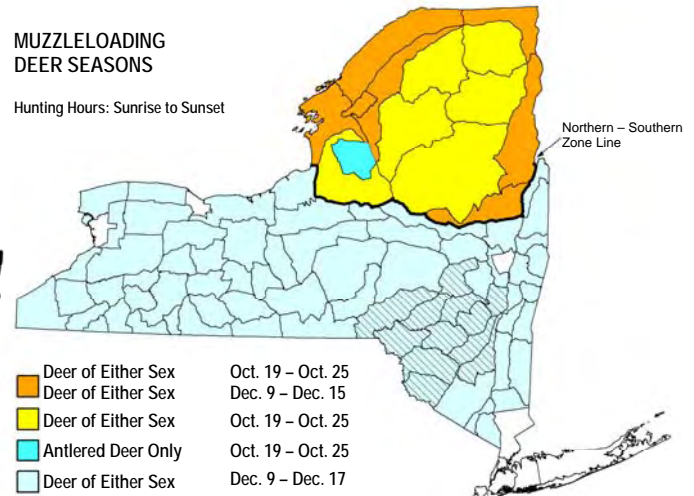 MUZZLELOADING
DEER SEASONS
Hunting Hours: Sunrise to Sunset
Northern – Southern
Zone Line
Deer of Either Sex Oct. 19 – Oct. 25
Deer of Either Sex Dec. 9 – Dec. 15
Deer of Either Sex Oct. 19 – Oct. 25
Antlered Deer Only Oct. 19 – Oct. 25
Deer of Either Sex Dec. 9 – Dec. 17